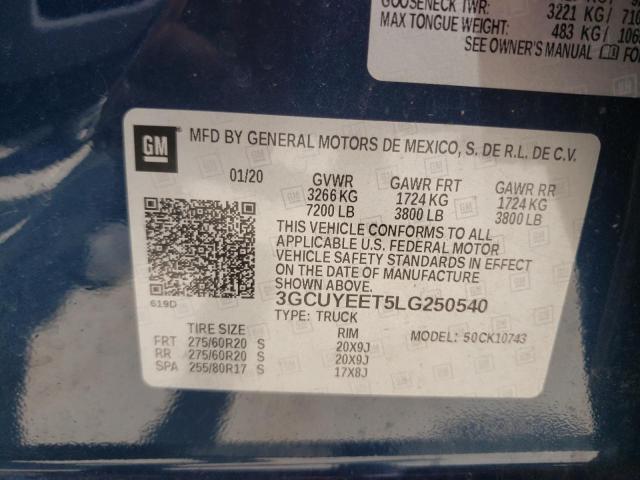 GOOSENECK TWR:
3221 KG /
MAX TONGUE WEIGHT:
483 KG /
SEE OWNER'S MANUAL
GM
MFD BY GENERAL MOTORS DE MEXICO, S. DE R.L. DE C.V.
01/20 GVWR GAWR FRT GAWR RR
3266 KG 1724 KG 1724 KG
7200 LB 3800 LB 3800 LB
THIS VEHICLE CONFORMS TO ALL
APPLICABLE U.S. FEDERAL MOTOR
VEHICLE SAFETY STANDARDS IN EFFECT
ON THE DATE OF MANUFACTURE
SHOWN ABOVE.
619D 3GCUYEET5LG250540
TYPE: TRUCK
TIRE SIZE RIM MODEL: 50CK10743
FRT 275/60R20 S 20X9J
RR 275/60R20 S 20X9J
SPA 255/80R17 S 17X8J